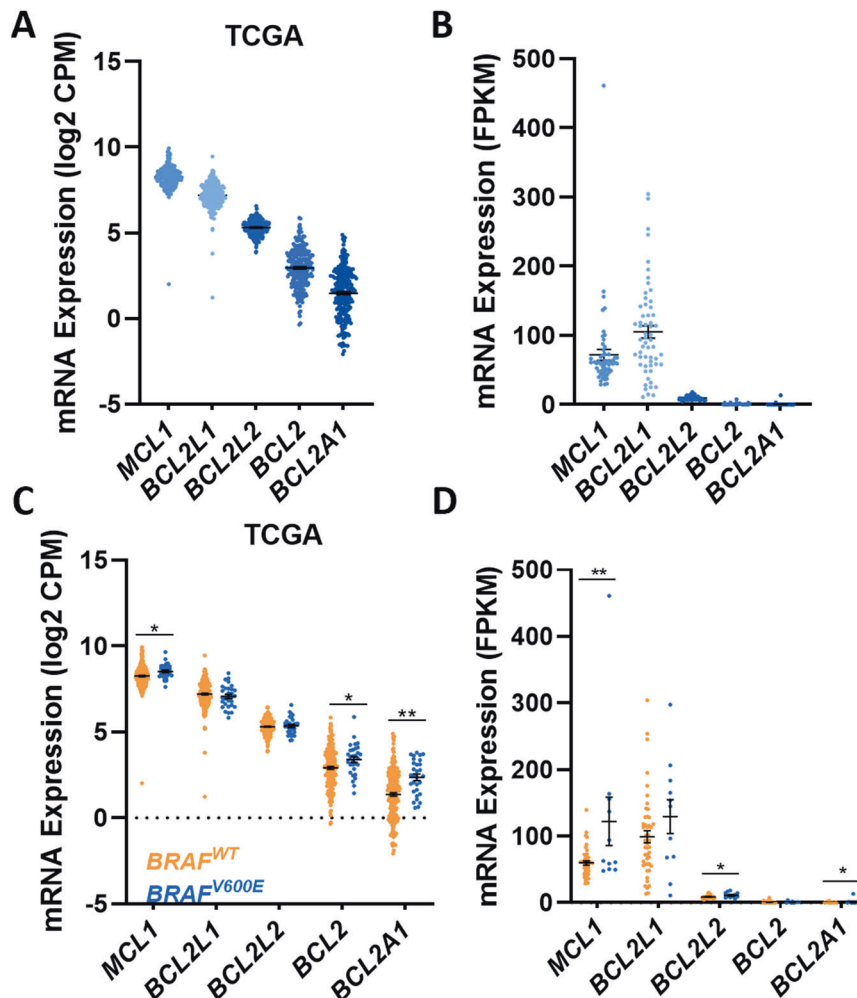 A
TCGA
mRNA Expression (log2 CPM)
15
10
5
0
-5
MCL1
BCL2L1
BCL2L2
BCL2
BCL2A1
B
mRNA Expression (FPKM)
500
400
300
200
100
0
MCL1
BCL2L1
BCL2L2
BCL2
BCL2A1
C
TCGA
mRNA Expression (log2 CPM)
15
10
5
0
-5
*
*
**
BRAFWT
BRAFV600E
MCL1
BCL2L1
BCL2L2
BCL2
BCL2A1
D
mRNA Expression (FPKM)
500
400
300
200
100
0
**
*
*
MCL1
BCL2L1
BCL2L2
BCL2
BCL2A1